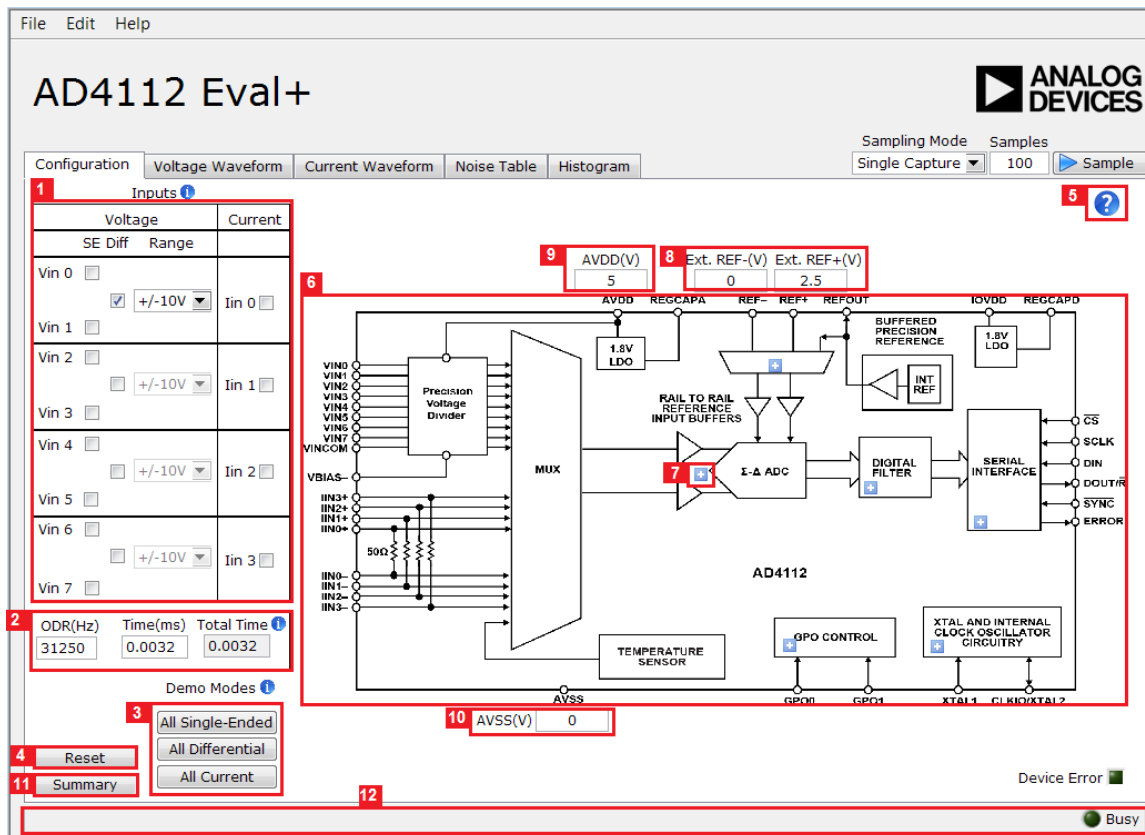 File Edit Help
AD4112 Eval+
ANALOG
DEVICES
Sampling Mode Samples
Configuration Voltage Waveform Current Waveform Noise Table Histogram
Single Capture 100 Sample
1
Inputs
5
Voltage Current
SE Diff Range
Vin 0
+/-10V Iin 0
Vin 1
Vin 2
+/-10V Iin 1
Vin 3
Vin 4
+/-10V Iin 2
Vin 5
Vin 6
+/-10V Iin 3
Vin 7
9 AVDD(V) 8 Ext. REF-(V) Ext. REF+(V)
5 0 2.5
6
AVDD REGCAPA REF– REF+ REFOUT IOVDD REGCAPD
BUFFERED
PRECISION
REFERENCE
1.8V
LDO
1.8V
LDO
INT
REF
VIN0
VIN1
VIN2
VIN3
VIN4
VIN5
VIN6
VIN7
VINCOM
VBIAS–
Precision
Voltage
Divider
RAIL TO RAIL
REFERENCE
INPUT BUFFERS
MUX
7
Σ-Δ ADC
DIGITAL
FILTER
SERIAL
INTERFACE
CS
SCLK
DIN
DOUT/R
SYNC
ERROR
IIN3+
IIN2+
IIN1+
IIN0+
50Ω
IIN0–
IIN1–
IIN2–
IIN3–
AD4112
TEMPERATURE
SENSOR
GPO CONTROL
XTAL AND INTERNAL
CLOCK OSCILLATOR
CIRCUITRY
AVSS GPO0 GPO1 XTAL1 CLKIO/XTAL2
10 AVSS(V) 0
2
ODR(Hz) Time(ms) Total Time
31250 0.0032 0.0032
Demo Modes
3
All Single-Ended
All Differential
All Current
4 Reset
11 Summary
Device Error
12
Busy